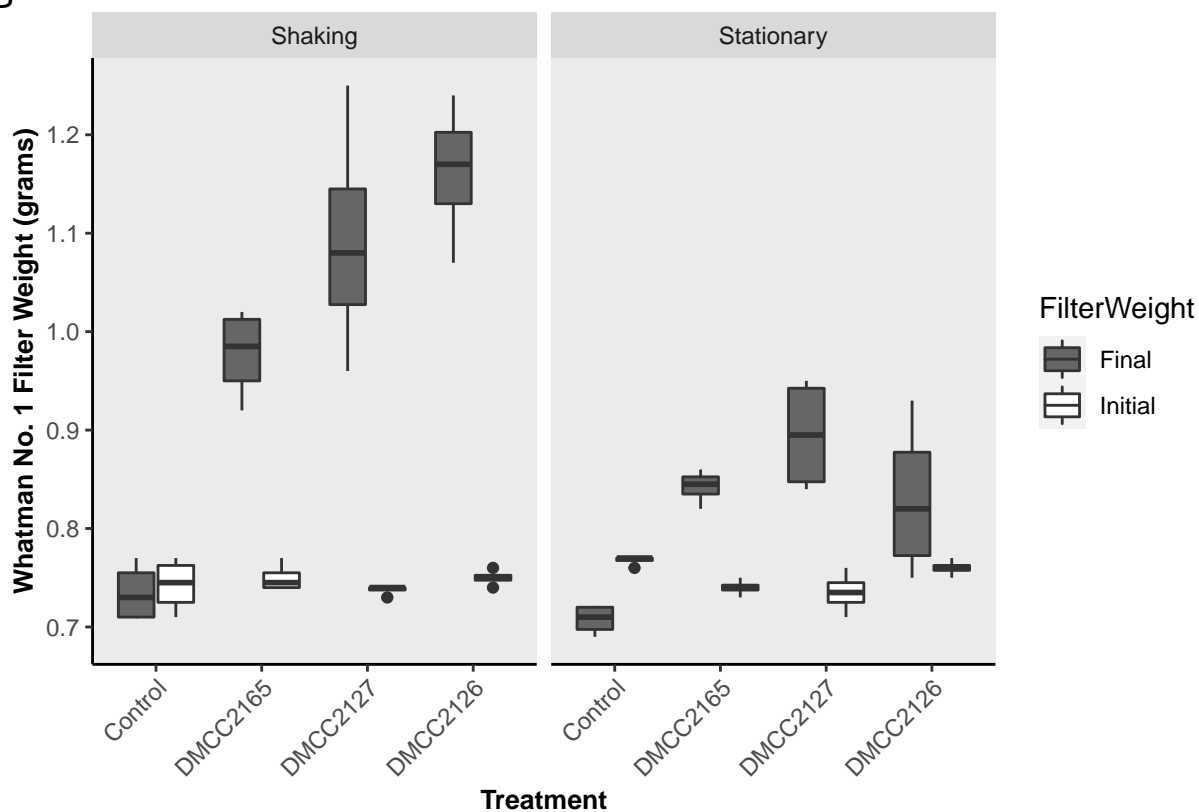 Shaking
Stationary
Whatman No. 1 Filter Weight (grams)
1.2
1.1
1.0
0.9
0.8
0.7
Control
DMCC2165
DMCC2127
DMCC2126
Control
DMCC2165
DMCC2127
DMCC2126
Treatment
FilterWeight
Final
Initial